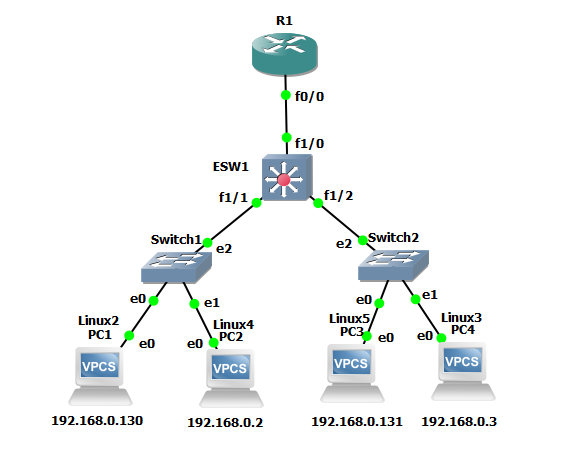 R1
f0/0
f1/0
ESW1
f1/1
f1/2
Switch1
e2
e2
Switch2
e0
e1
e0
e1
Linux2
PC1
e0
Linux4
PC2
e0
Linux5
PC3
e0
Linux3
PC4
e0
VPCS
VPCS
VPCS
VPCS
192.168.0.130
192.168.0.2
192.168.0.131
192.168.0.3